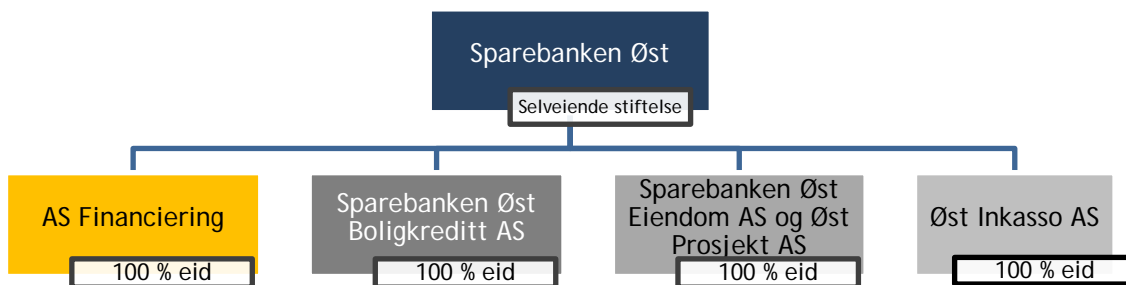 Sparebanken Øst
Selveiende stiftelse
AS Financiering
100 % eid
Sparebanken Øst
Boligkreditt AS
100 % eid
Sparebanken Øst
Eiendom AS og Øst
Prosjekt AS
100 % eid
Øst Inkasso AS
100 % eid